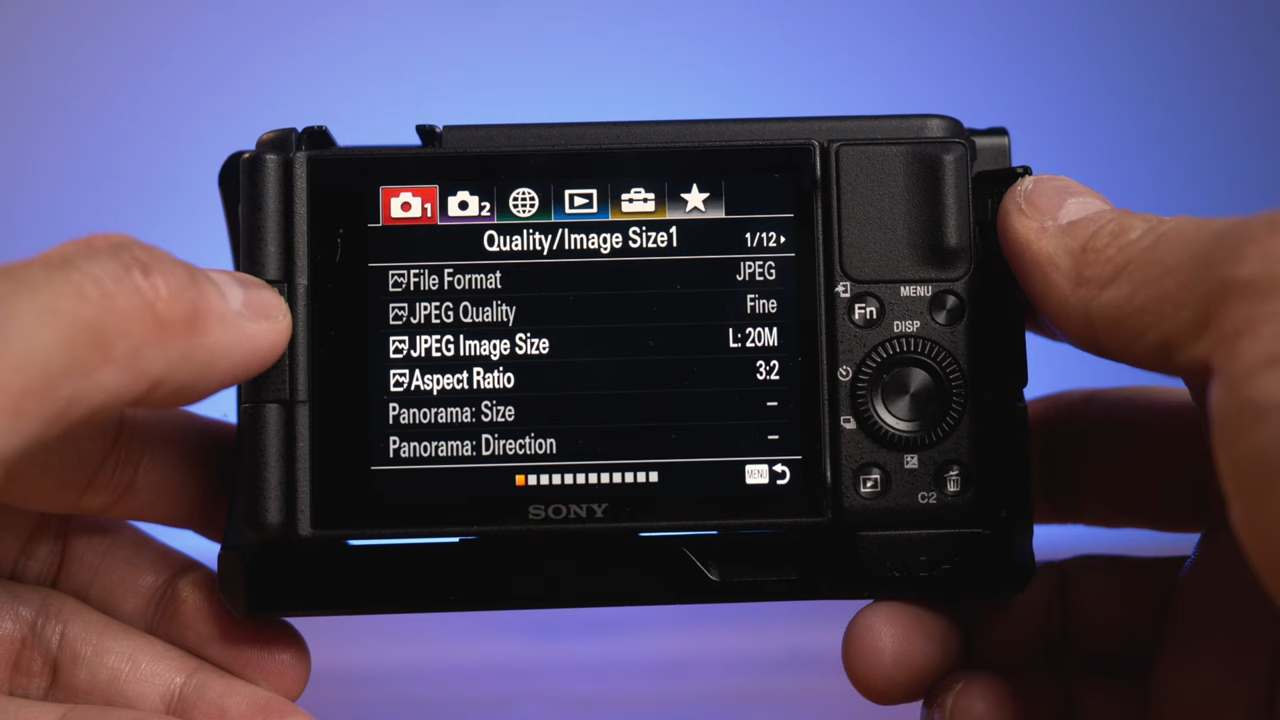 1
2
Quality/Image Size1 1/12
File Format JPEG
JPEG Quality Fine
JPEG Image Size L: 20M
Aspect Ratio 3:2
Panorama: Size –
Panorama: Direction –
MENU
SONY
MENU
Fn
DISP
C2